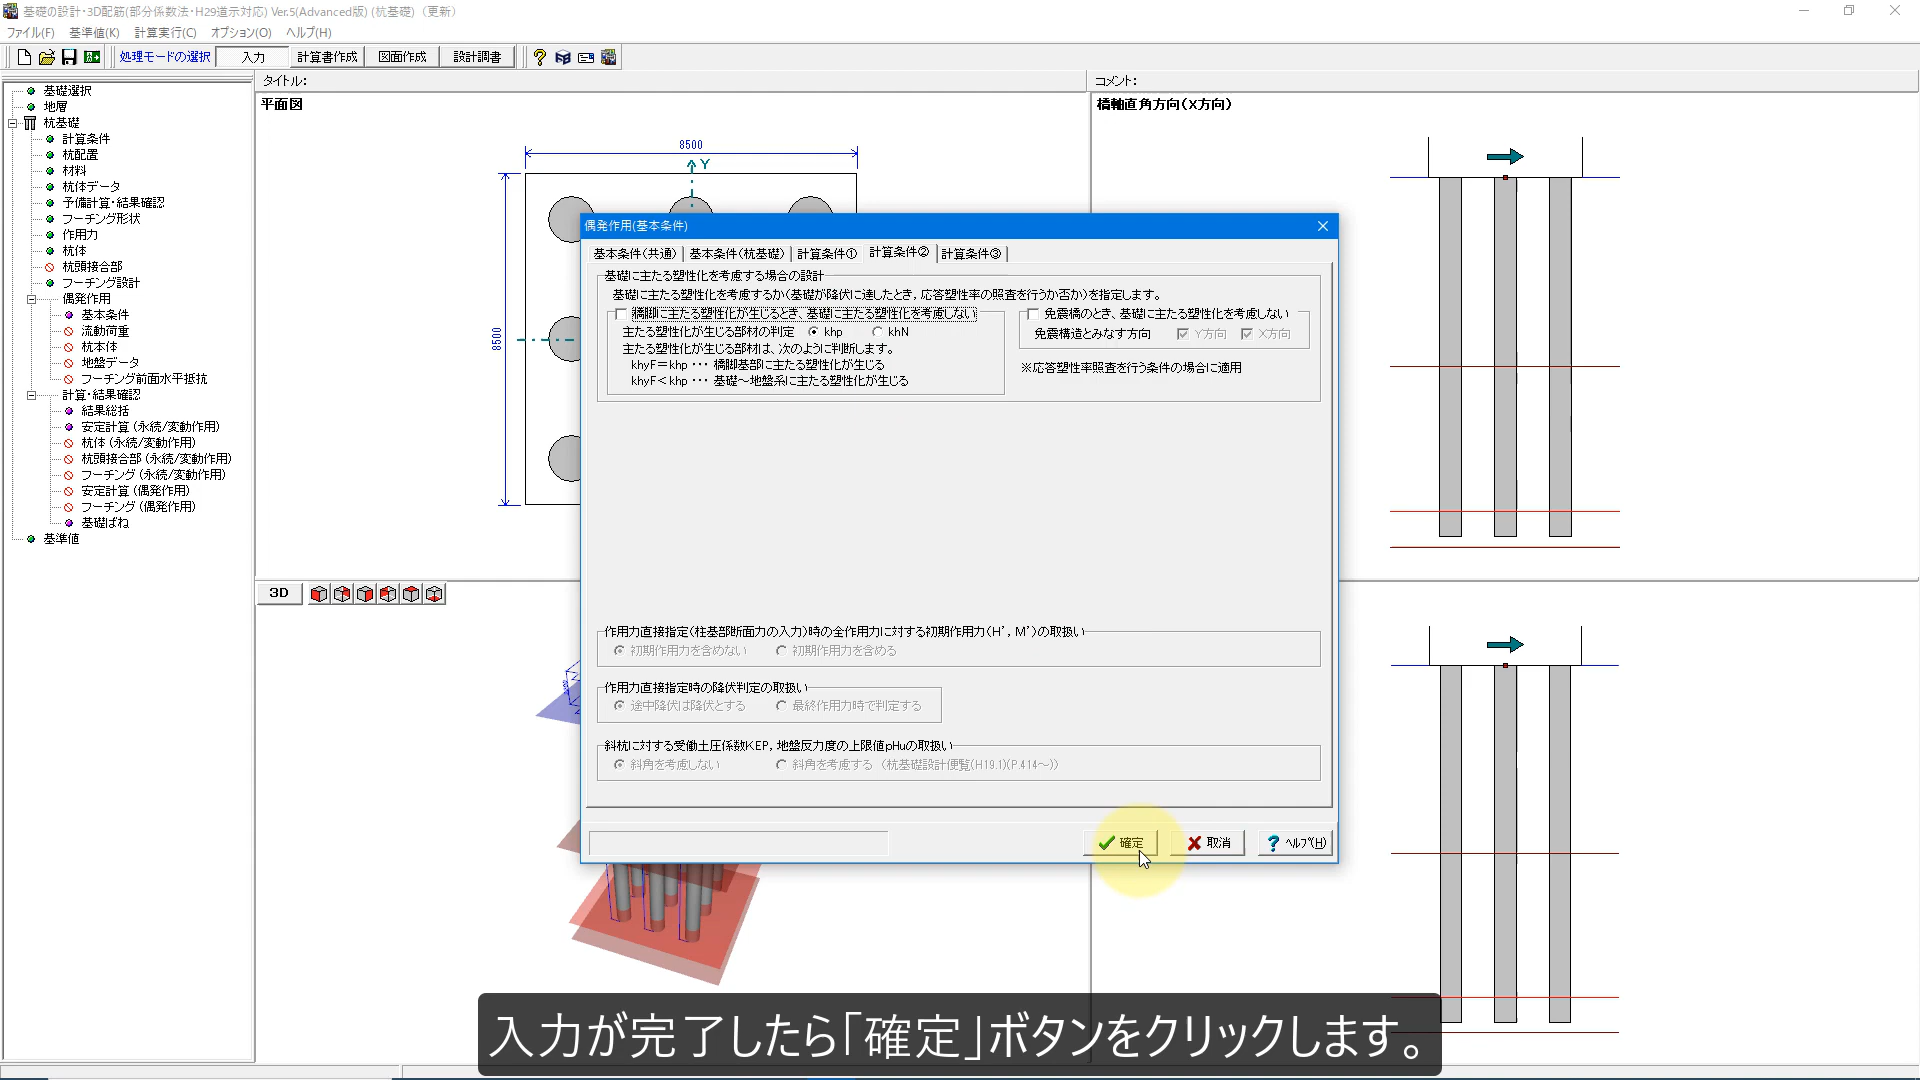 基礎の設計・3D配筋(部分係数法・H29道示対応) Ver.5(Advanced版) (杭基礎) (更新)
ファイル(F) 基準値(K) 計算実行(C) オプション(O) ヘルプ(H)
処理モードの選択 入力 計算書作成 図面作成 設計調書
基礎選択
地層
杭基礎
計算条件
杭配置
材料
杭体データ
予備計算・結果確認
フーチング形状
作用力
杭体
杭頭接合部
フーチング設計
偶発作用
基本条件
流動荷重
杭本体
地盤データ
フーチング前面水平抵抗
計算・結果確認
結果総括
安定計算 (永続/変動作用)
杭体 (永続/変動作用)
杭頭接合部 (永続/変動作用)
フーチング (永続/変動作用)
安定計算 (偶発作用)
フーチング (偶発作用)
基礎ばね
基準値
タイトル:
コメント:
平面図
8500
Y
8500
橋軸直角方向(X方向)
3D
偶発作用(基本条件)
基本条件(共通) 基本条件(杭基礎) 計算条件① 計算条件② 計算条件③
基礎に主たる塑性化を考慮する場合の設計
基礎に主たる塑性化を考慮するか(基礎が降伏に達したとき,応答塑性率の照査を行うか否か)を指定します。
橋脚に主たる塑性化が生じるとき、基礎に主たる塑性化を考慮しない
主たる塑性化が生じる部材の判定 khp khN
主たる塑性化が生じる部材は、次のように判断します。
khyF=khp ・・・ 橋脚基部に主たる塑性化が生じる
khyF<khp ・・・ 基礎～地盤系に主たる塑性化が生じる
免震橋のとき、基礎に主たる塑性化を考慮しない
免震構造とみなす方向 Y方向 X方向
※応答塑性率照査を行う条件の場合に適用
作用力直接指定(柱基部断面力の入力)時の全作用力に対する初期作用力(H',M')の取扱い
初期作用力を含めない 初期作用力を含める
作用力直接指定時の降伏判定の取扱い
途中降伏は降伏とする 最終作用力時で判定する
斜杭に対する受働土圧係数KEP,地盤反力度の上限値pHuの取扱い
斜角を考慮しない 斜角を考慮する (杭基礎設計便覧(H19.1)(P.414～))
確定 取消 ヘルプ(H)
入力が完了したら「確定」ボタンをクリックします。